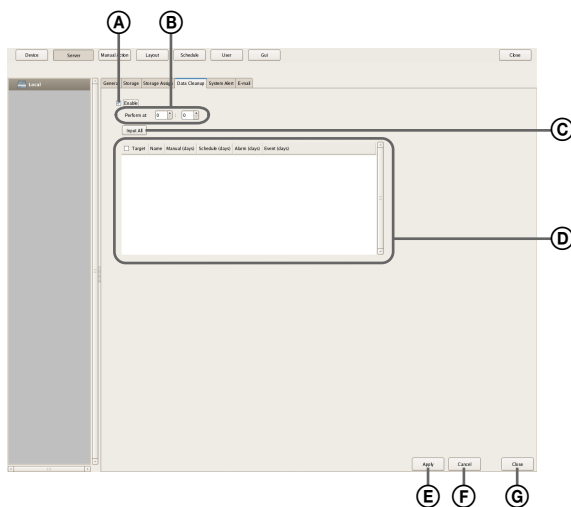 A B
Device Server Manual Action Layout Schedule User Gui Close
Local
General Storage Storage Assign Data Cleanup System Alert E-mail
Enable
Perform at 0 : 0
Input All
C
Target Name Manual (days) Schedule (days) Alarm (days) Event (days)
D
Apply Cancel Close
E F G